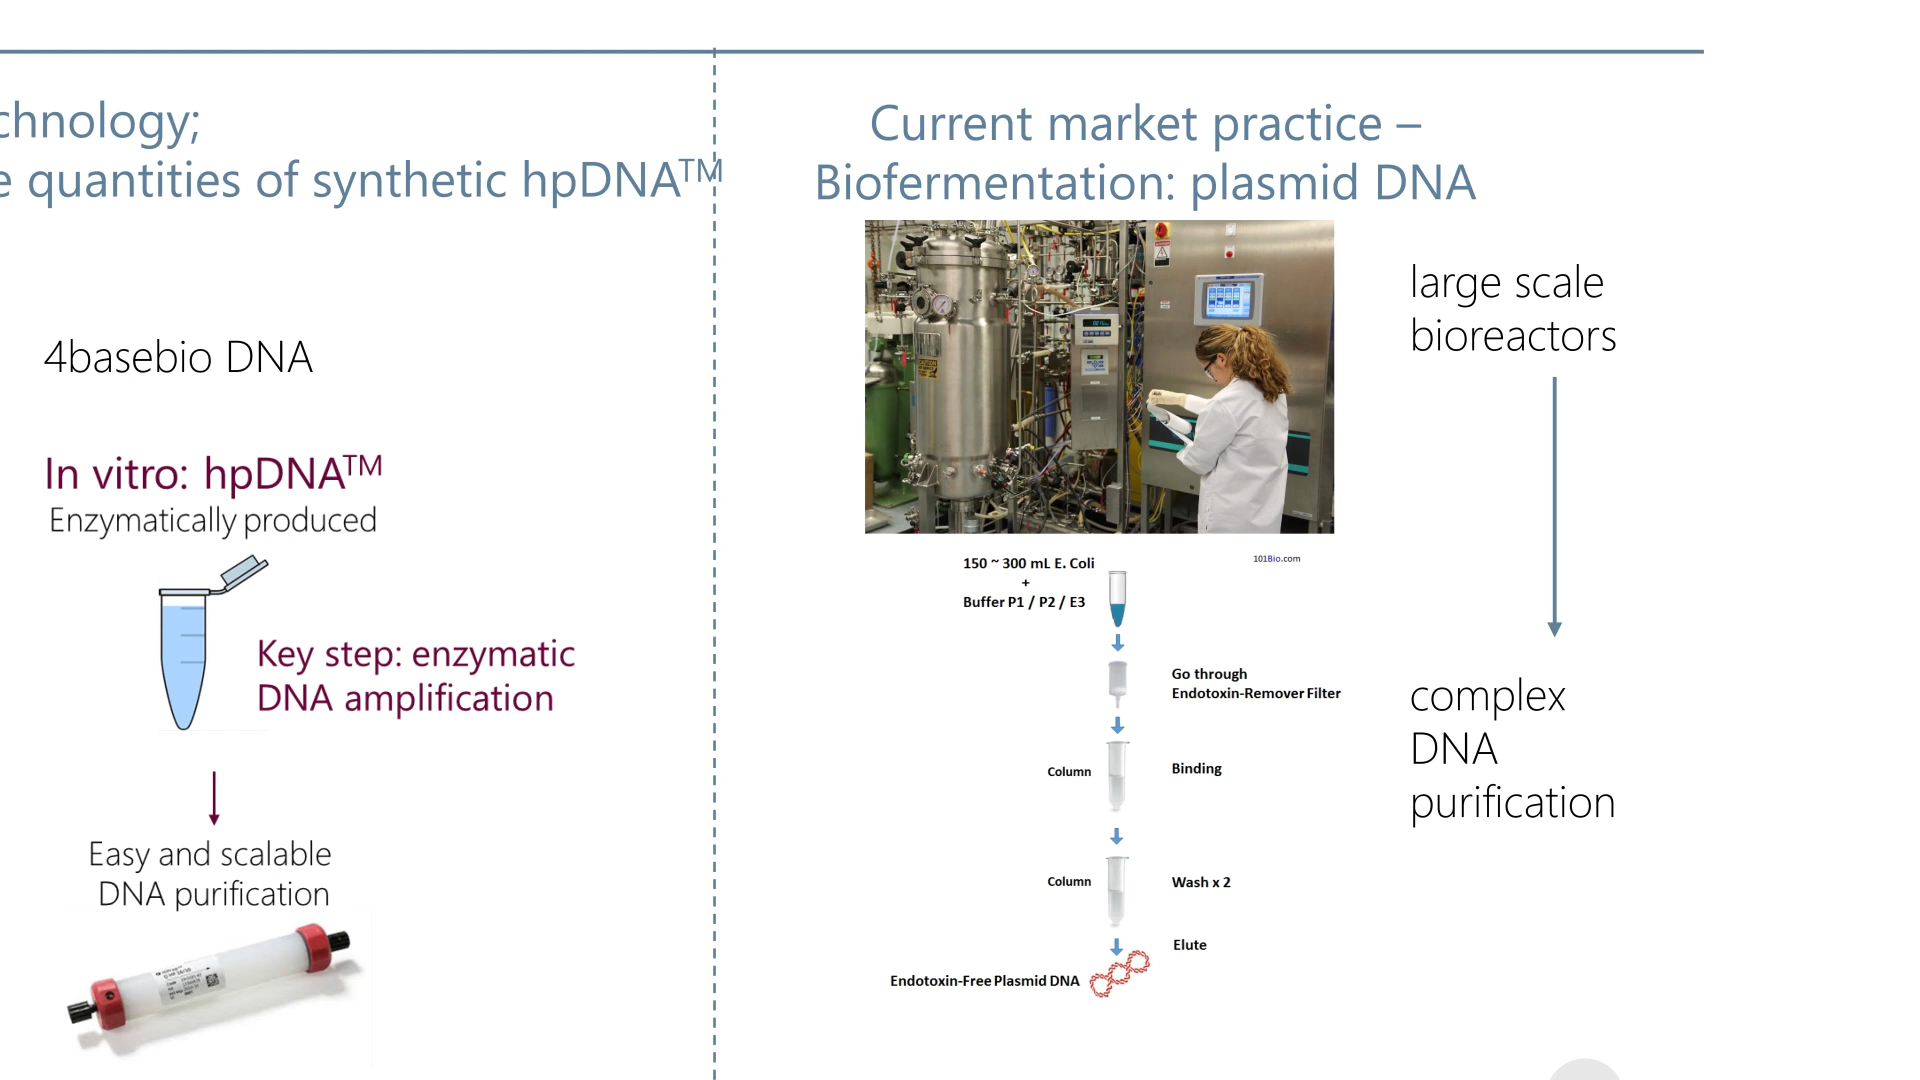 chnology;
e quantities of synthetic hpDNA™
4basebio DNA
In vitro: hpDNA™
Enzymatically produced
Key step: enzymatic
DNA amplification
Easy and scalable
DNA purification
Current market practice –
Biofermentation: plasmid DNA
large scale
bioreactors
complex
DNA
purification
101Bio.com
150 ~ 300 mL E. Coli
+
Buffer P1 / P2 / E3
Go through
Endotoxin-Remover Filter
Column
Binding
Column
Wash x 2
Elute
Endotoxin-Free Plasmid DNA